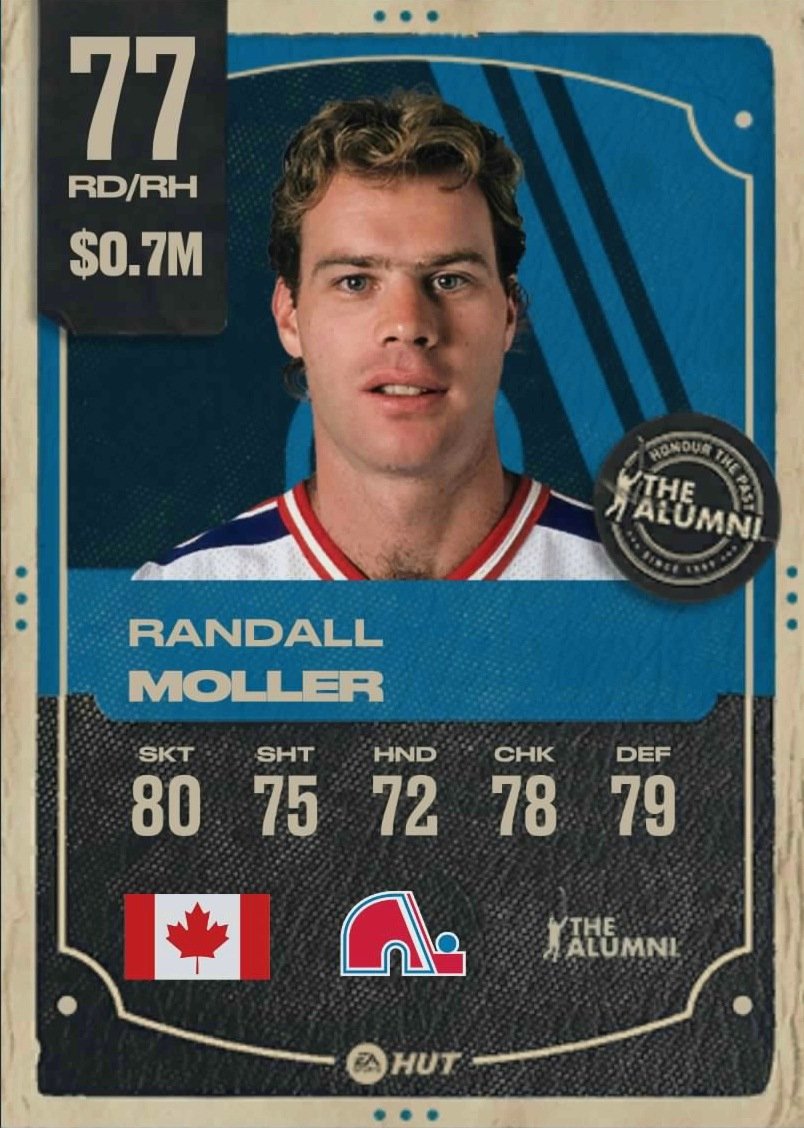 77
RD/RH
$0.7M
HONOUR THE PAST
THE
ALUMNI
RANDALL
MOLLER
SKT SHT HND CHK DEF
80 75 72 78 79
THE
ALUMNI
EA HUT